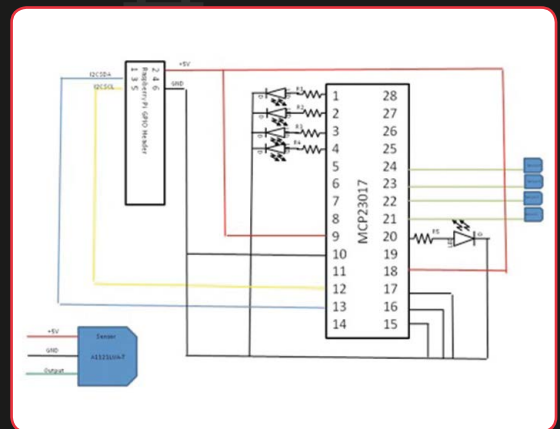 +5V
I2CSDA
I2CSCL
GND
2 4 6
1 3 5
Raspberry Pi GPIO Header
R1
R2
R3
R4
1 28
2 27
3 26
4 25
5 24
6 23
7 22
8 21
9 20
10 19
11 18
12 17
13 16
14 15
MCP23017
R5
+5V
GND
Output
Sensor